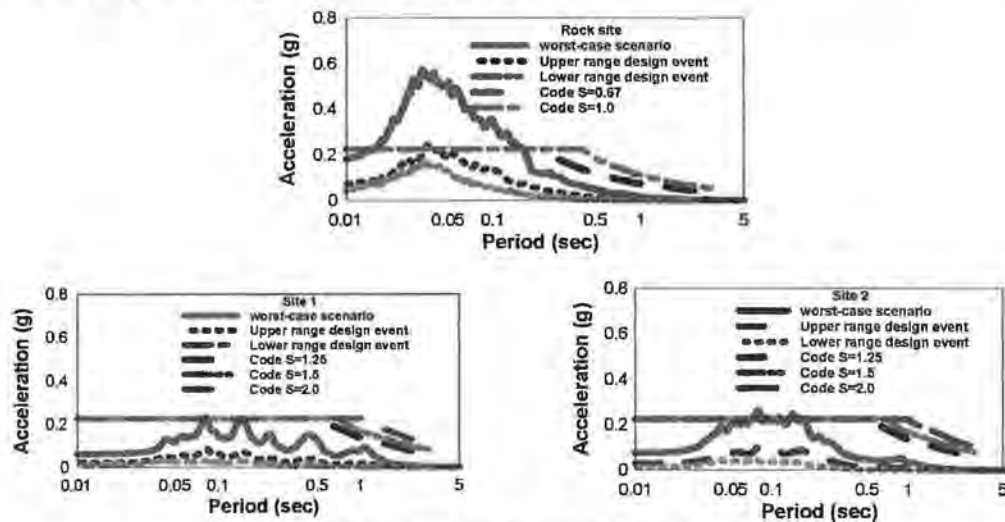 0.8
0.6
0.4
0.2
0
Acceleration (g)
Rock site
worst-case scenario
Upper range design event
Lower range design event
Code S=0.67
Code S=1.0
0.01 0.05 0.1 0.5 1 5
Period (sec)
0.8
0.6
0.4
0.2
0
Acceleration (g)
Site 1
worst-case scenario
Upper range design event
Lower range design event
Code S=1.25
Code S=1.5
Code S=2.0
0.01 0.05 0.1 0.5 1 5
Period (sec)
0.8
0.6
0.4
0.2
0
Acceleration (g)
Site 2
worst-case scenario
Upper range design event
Lower range design event
Code S=1.25
Code S=1.5
Code S=2.0
0.01 0.05 0.1 0.5 1 5
Period (sec)